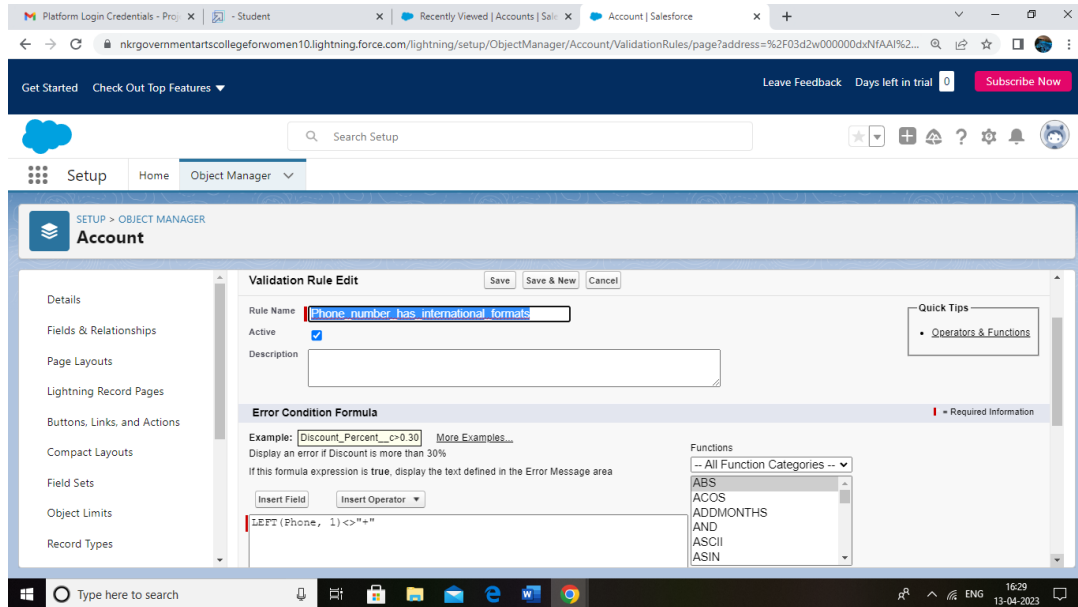 Platform Login Credentials - Proj
- Student
Recently Viewed | Accounts | Sale
Account | Salesforce
nkrgovernmentartscollegeforwomen10.lightning.force.com/lightning/setup/ObjectManager/Account/ValidationRules/page?address=%2F03d2w000000dxNfAAI%2...
Get Started
Check Out Top Features
Leave Feedback
Days left in trial 0
Subscribe Now
Search Setup
Setup
Home
Object Manager
SETUP > OBJECT MANAGER
Account
Details
Fields & Relationships
Page Layouts
Lightning Record Pages
Buttons, Links, and Actions
Compact Layouts
Field Sets
Object Limits
Record Types
Validation Rule Edit
Save
Save & New
Cancel
Rule Name
Phone_number_has_international_formats
Active
Description
Quick Tips
• Operators & Functions
Error Condition Formula
= Required Information
Example: Discount_Percent__c>0.30 More Examples...
Display an error if Discount is more than 30%
If this formula expression is true, display the text defined in the Error Message area
Insert Field
Insert Operator
LEFT(Phone, 1)<>"+"
Functions
-- All Function Categories --
ABS
ACOS
ADDMONTHS
AND
ASCII
ASIN
Type here to search
ENG
16:29
13-04-2023